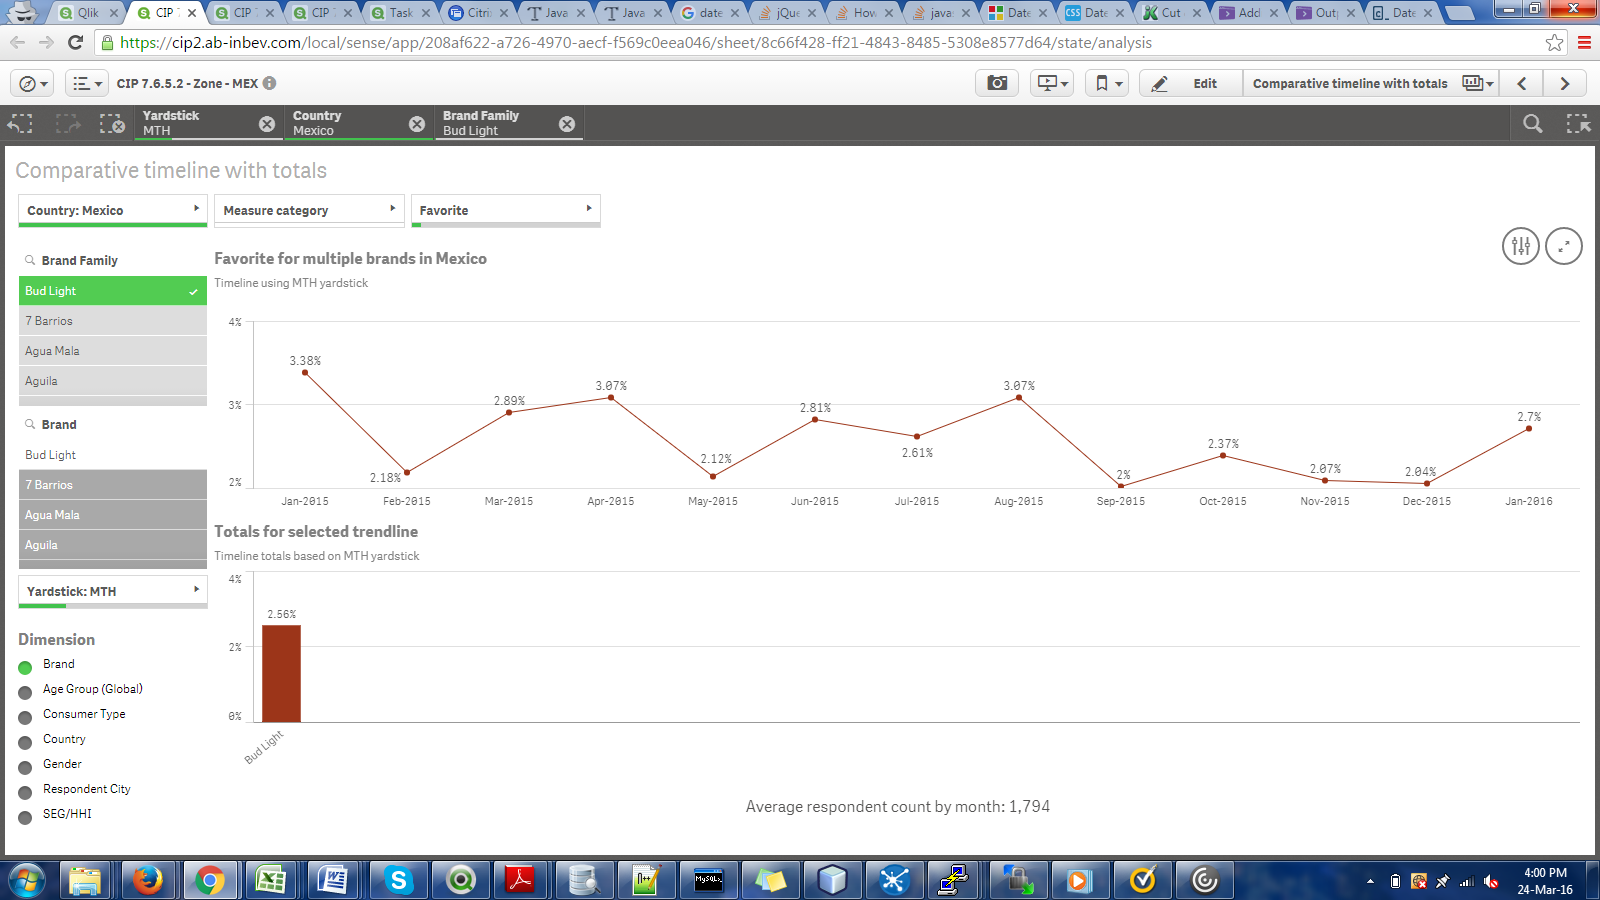 Qlik
CIP 7
CIP 7
CIP 7
Task
Citrix
Java
Java
date
jQue
How
javas
Date
Date
Cut
Add
Outp
Date
https://cip2.ab-inbev.com/local/sense/app/208af622-a726-4970-aecf-f569c0eea046/sheet/8c66f428-ff21-4843-8485-5308e8577d64/state/analysis
CIP 7.6.5.2 - Zone - MEX
Edit
Comparative timeline with totals
Yardstick
MTH
Country
Mexico
Brand Family
Bud Light
Comparative timeline with totals
Country: Mexico
Measure category
Favorite
Brand Family
Bud Light
7 Barrios
Agua Mala
Aguila
Brand
Bud Light
7 Barrios
Agua Mala
Aguila
Yardstick: MTH
Dimension
Brand
Age Group (Global)
Consumer Type
Country
Gender
Respondent City
SEG/HHI
Favorite for multiple brands in Mexico
Timeline using MTH yardstick
4%
3%
2%
3.38%
2.18%
2.89%
3.07%
2.12%
2.81%
2.61%
3.07%
2%
2.37%
2.07%
2.04%
2.7%
Jan-2015
Feb-2015
Mar-2015
Apr-2015
May-2015
Jun-2015
Jul-2015
Aug-2015
Sep-2015
Oct-2015
Nov-2015
Dec-2015
Jan-2016
Totals for selected trendline
Timeline totals based on MTH yardstick
4%
2%
0%
2.56%
Bud Light
Average respondent count by month: 1,794
4:00 PM
24-Mar-16